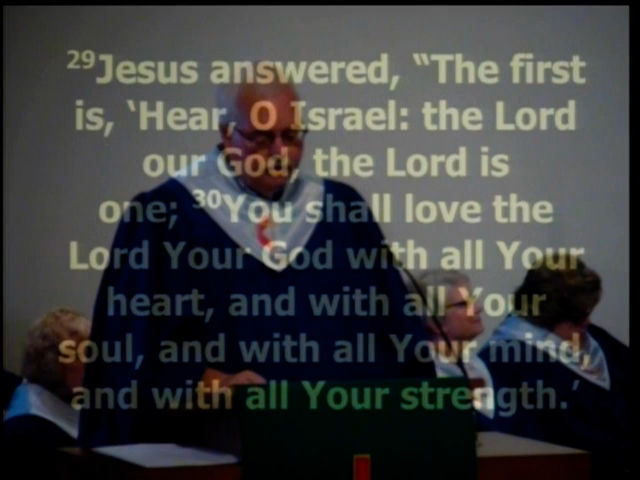 29Jesus answered, “The first
is, ‘Hear, O Israel: the Lord
our God, the Lord is
one; 30You shall love the
Lord Your God with all Your
heart, and with all Your
soul, and with all Your mind,
and with all Your strength.’